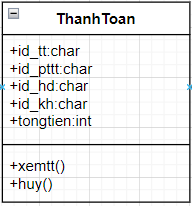 ThanhToan
+id_tt:char
+id_pttt:char
+id_hd:char
+id_kh:char
+tongtien:int
+xemtt()
+huy()